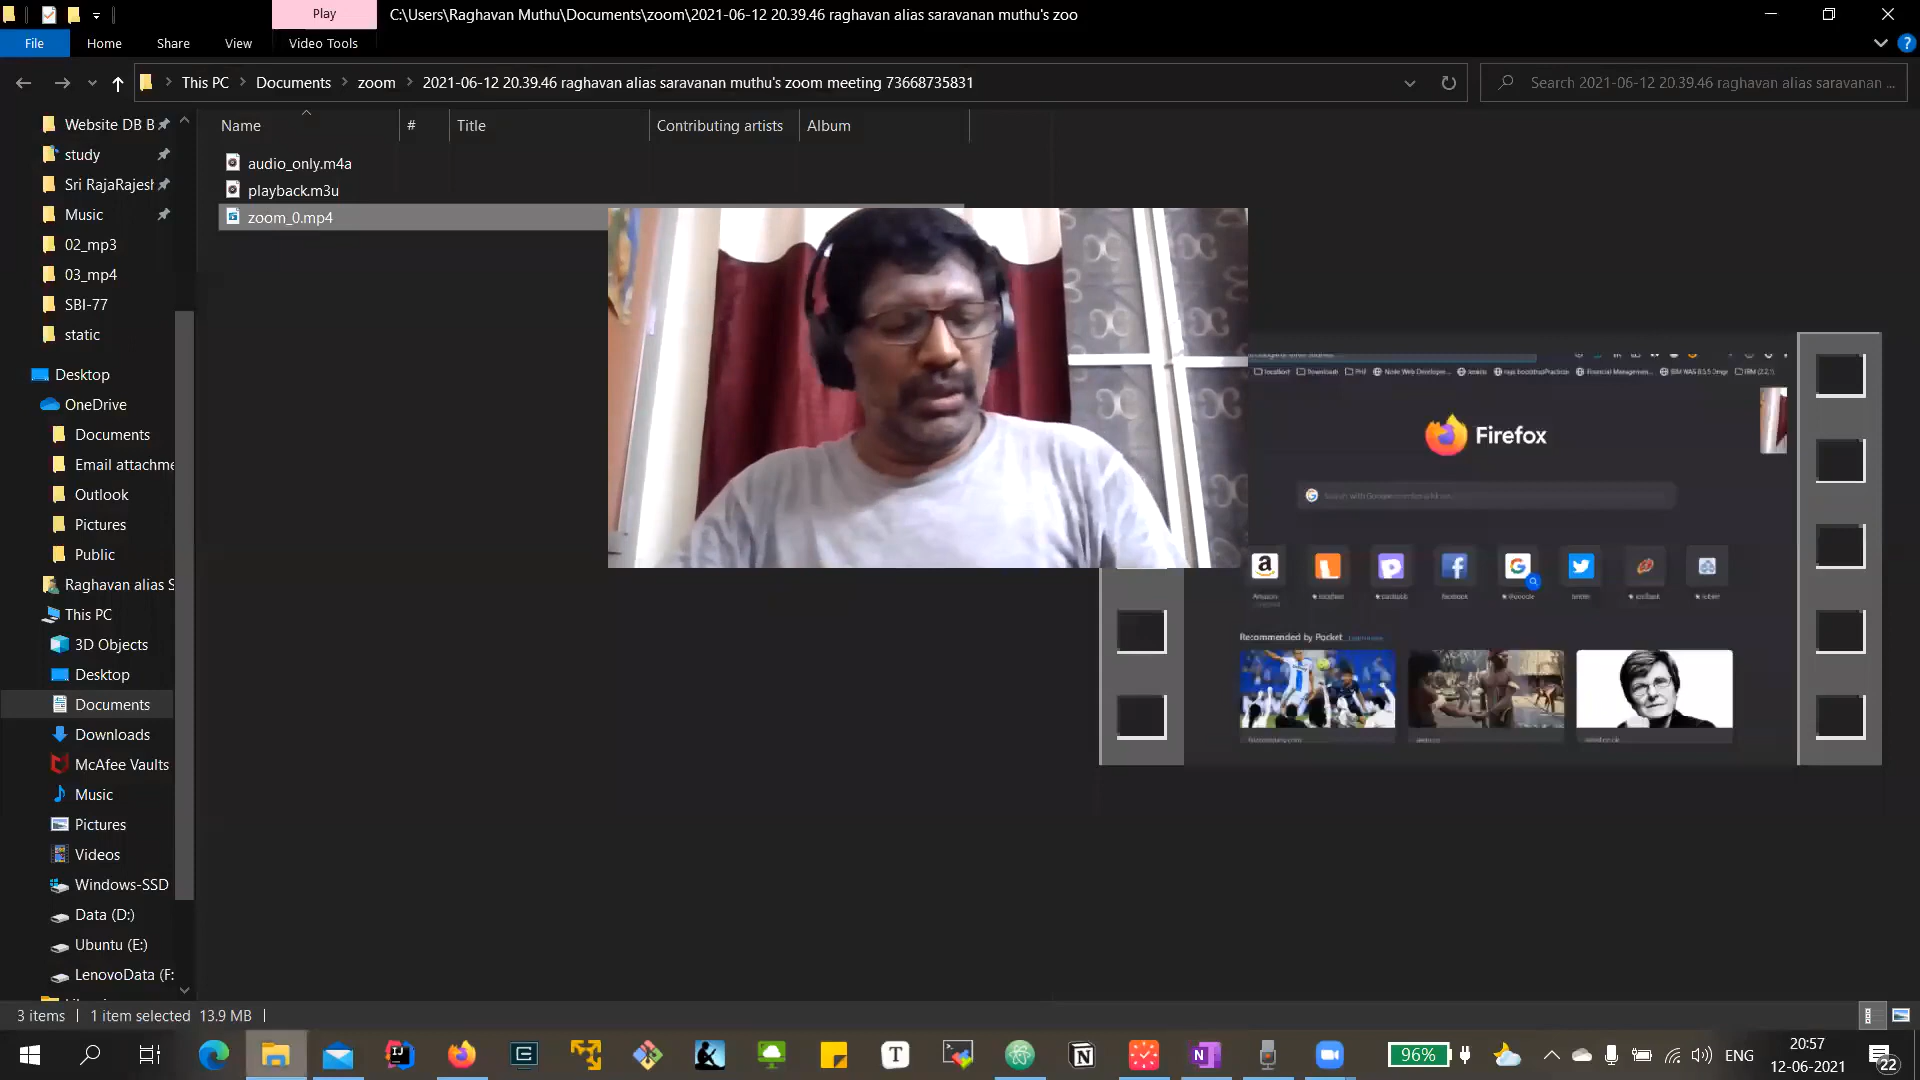 Play
C:\Users\Raghavan Muthu\Documents\zoom\2021-06-12 20.39.46 raghavan alias saravanan muthu's zoo
File
Home
Share
View
Video Tools
This PC
Documents
zoom
2021-06-12 20.39.46 raghavan alias saravanan muthu's zoom meeting 73668735831
Search 2021-06-12 20.39.46 raghavan alias saravanan ...
Name
#
Title
Contributing artists
Album
audio_only.m4a
playback.m3u
zoom_0.mp4
Website DB B
study
Sri RajaRajesh
Music
02_mp3
03_mp4
SBI-77
static
Desktop
OneDrive
Documents
Email attachme
Outlook
Pictures
Public
Raghavan alias S
This PC
3D Objects
Desktop
Documents
Downloads
McAfee Vaults
Music
Pictures
Videos
Windows-SSD
Data (D:)
Ubuntu (E:)
LenovoData (F:
Firefox
Recommended by Pocket
3 items
1 item selected 13.9 MB
96%
ENG
20:57
12-06-2021
22